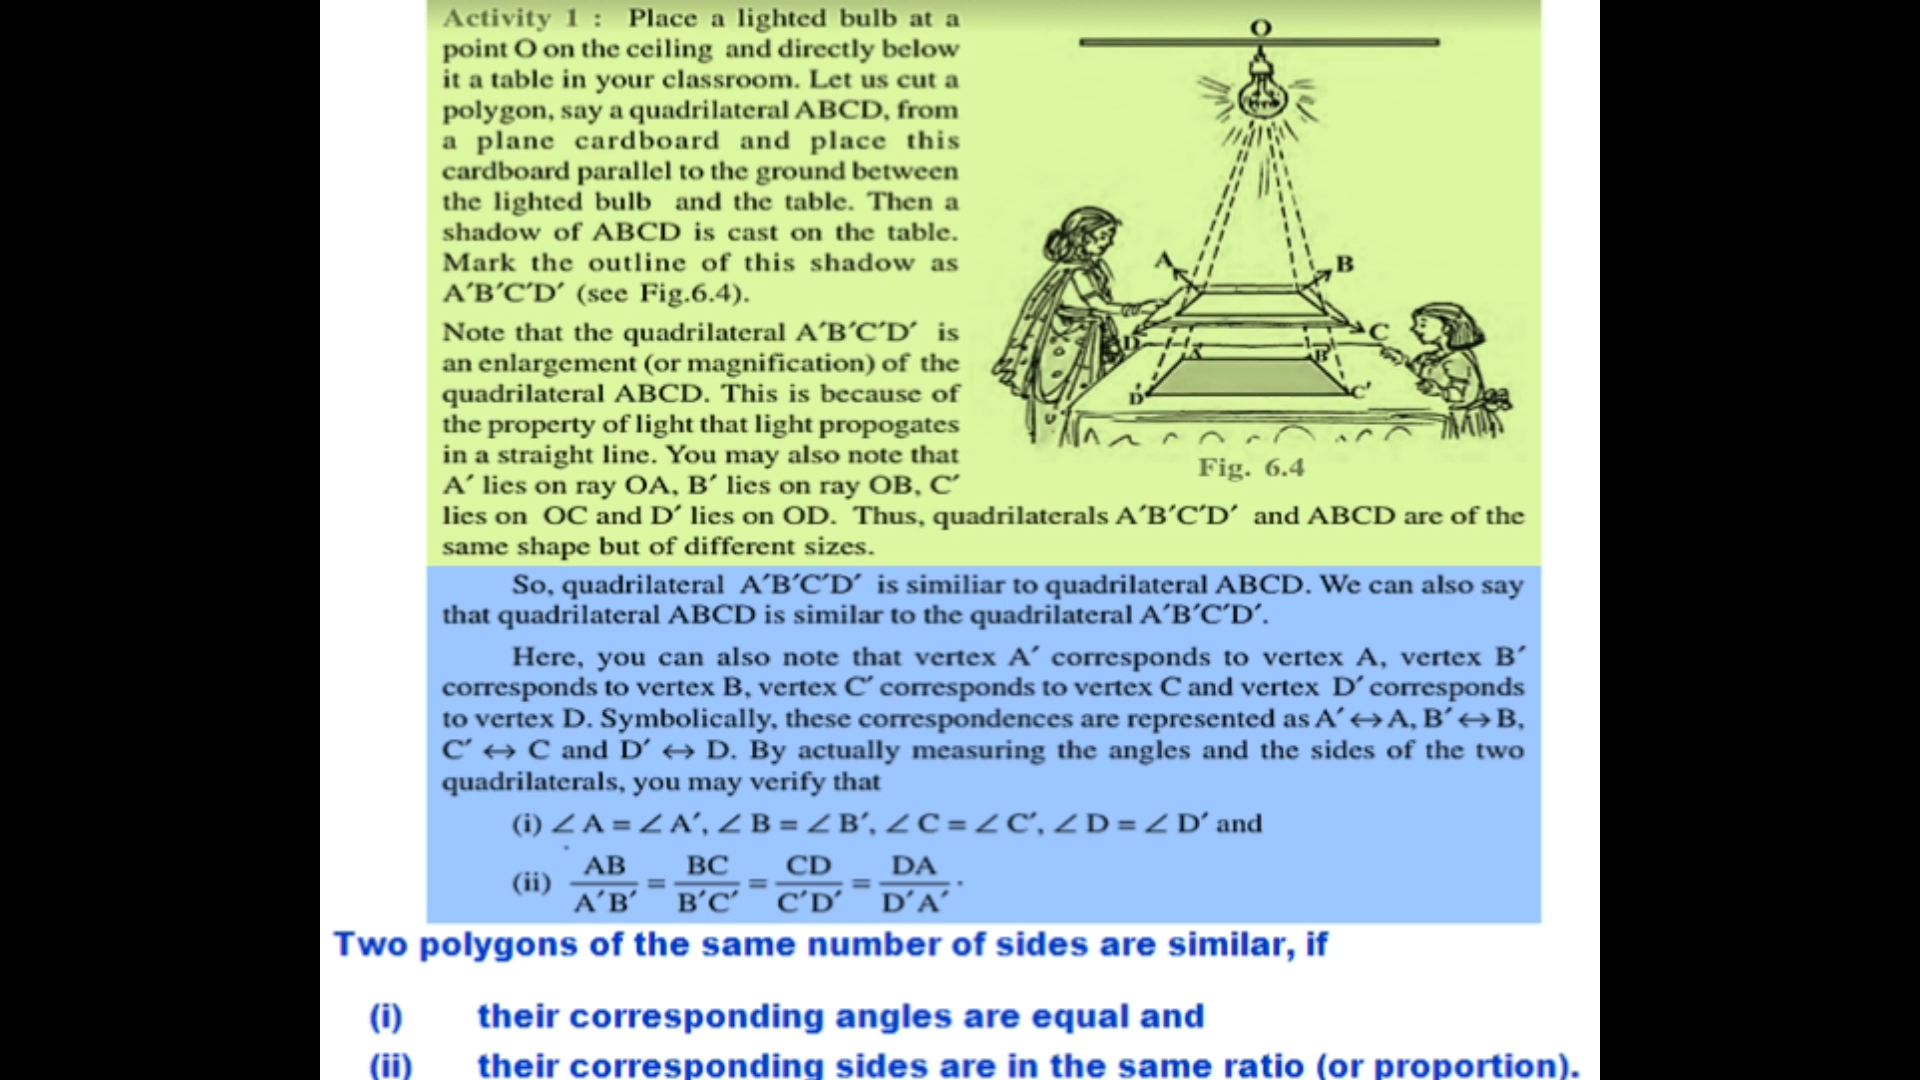 Activity 1 : Place a lighted bulb at a
point O on the ceiling and directly below
it a table in your classroom. Let us cut a
polygon, say a quadrilateral ABCD, from
a plane cardboard and place this
cardboard parallel to the ground between
the lighted bulb and the table. Then a
shadow of ABCD is cast on the table.
Mark the outline of this shadow as
A′B′C′D′ (see Fig.6.4).
Note that the quadrilateral A′B′C′D′ is
an enlargement (or magnification) of the
quadrilateral ABCD. This is because of
the property of light that light propogates
in a straight line. You may also note that
A′ lies on ray OA, B′ lies on ray OB, C′
lies on OC and D′ lies on OD. Thus, quadrilaterals A′B′C′D′ and ABCD are of the
same shape but of different sizes.
O
A
B
D
C
A′
B′
D′
C′
Fig. 6.4
So, quadrilateral A′B′C′D′ is similiar to quadrilateral ABCD. We can also say
that quadrilateral ABCD is similar to the quadrilateral A′B′C′D′.
Here, you can also note that vertex A′ corresponds to vertex A, vertex B′
corresponds to vertex B, vertex C′ corresponds to vertex C and vertex D′ corresponds
to vertex D. Symbolically, these correspondences are represented as A′ ↔ A, B′ ↔ B,
C′ ↔ C and D′ ↔ D. By actually measuring the angles and the sides of the two
quadrilaterals, you may verify that
(i) ∠ A = ∠ A′, ∠ B = ∠ B′, ∠ C = ∠ C′, ∠ D = ∠ D′ and
(ii) AB/A′B′ = BC/B′C′ = CD/C′D′ = DA/D′A′.
Two polygons of the same number of sides are similar, if
(i) their corresponding angles are equal and
(ii) their corresponding sides are in the same ratio (or proportion).